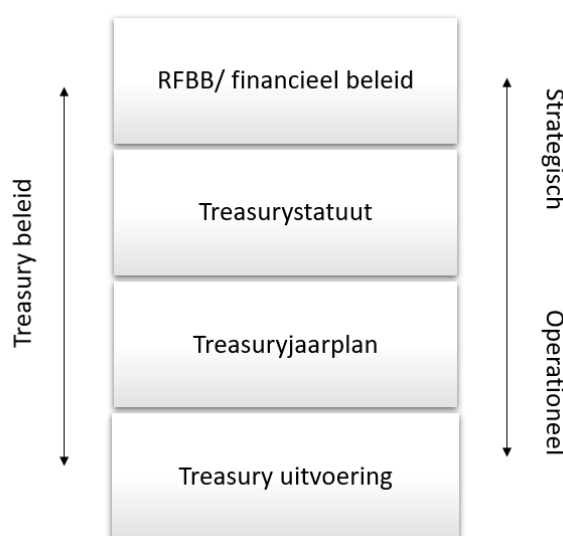 RFBB/ financieel beleid
Treasurystatuut
Treasuryjaarplan
Treasury uitvoering
Treasury beleid
Strategisch
Operationeel